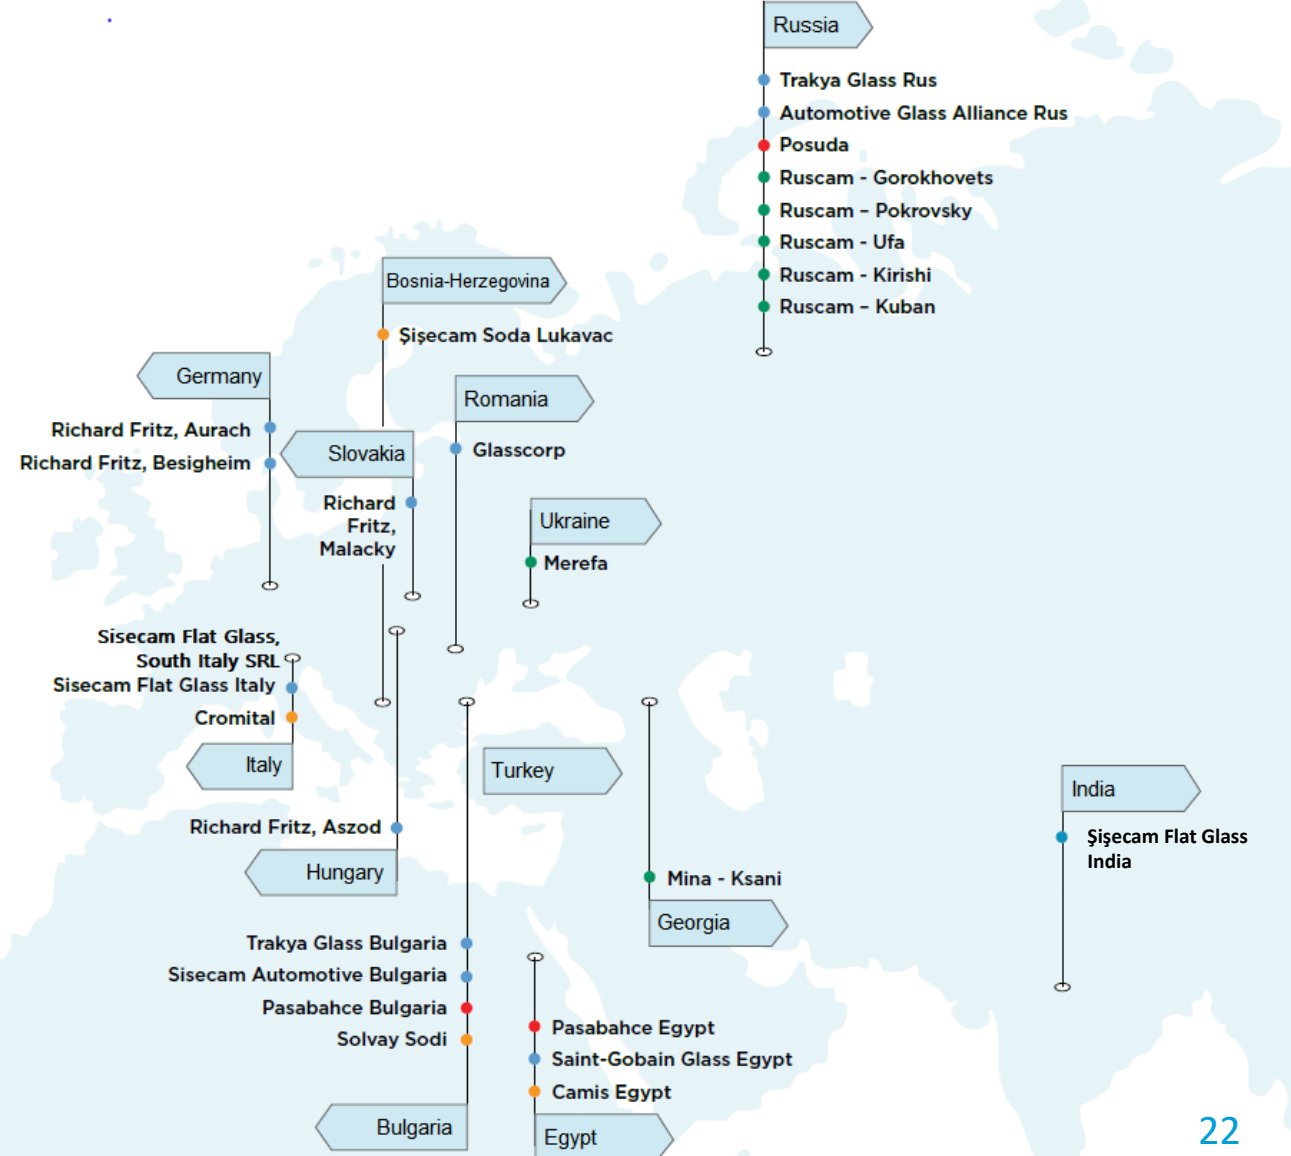 Russia
Trakya Glass Rus
Automotive Glass Alliance Rus
Posuda
Ruscam - Gorokhovets
Ruscam – Pokrovsky
Ruscam - Ufa
Ruscam - Kirishi
Ruscam – Kuban
Bosnia-Herzegovina
Şişecam Soda Lukavac
Germany
Richard Fritz, Aurach
Richard Fritz, Besigheim
Slovakia
Richard
Fritz,
Malacky
Romania
Glasscorp
Ukraine
Merefa
Sisecam Flat Glass,
South Italy SRL
Sisecam Flat Glass Italy
Cromital
Italy
Turkey
India
Şişecam Flat Glass
India
Richard Fritz, Aszod
Hungary
Mina - Ksani
Georgia
Trakya Glass Bulgaria
Sisecam Automotive Bulgaria
Pasabahce Bulgaria
Solvay Sodi
Bulgaria
Pasabahce Egypt
Saint-Gobain Glass Egypt
Camis Egypt
Egypt
22